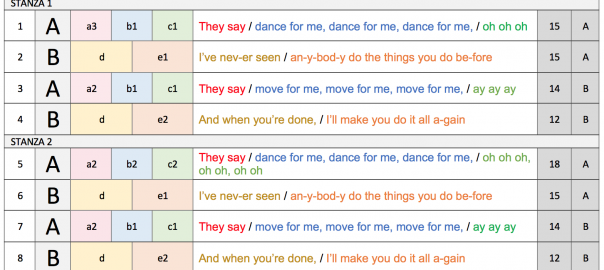 STANZA 1
1 A a3 b1 c1 They say / dance for me, dance for me, dance for me, / oh oh oh 15 A
2 B d e1 I've nev-er seen / an-y-bod-y do the things you do be-fore 15 A
3 A a2 b1 c1 They say / move for me, move for me, move for me, / ay ay ay 14 B
4 B d e2 And when you're done, / I'll make you do it all a-gain 12 B
STANZA 2
5 A a2 b2 c2 They say / dance for me, dance for me, dance for me, / oh oh oh,
oh oh, oh oh 18 A
6 B d e1 I've nev-er seen / an-y-bod-y do the things you do be-fore 15 A
7 A a2 b1 c1 They say / move for me, move for me, move for me, / ay ay ay 14 B
8 B d e2 And when you're done, / I'll make you do it all a-gain 12 B